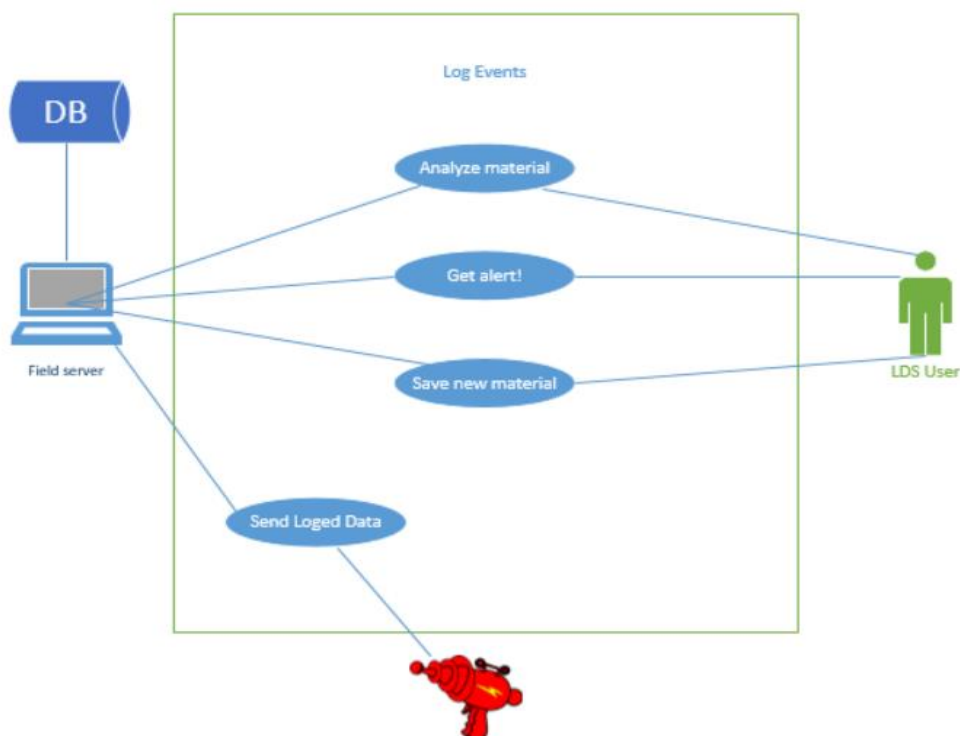 Log Events
DB
Analyze material
Get alert!
Field server
LDS User
Save new material
Send Loged Data